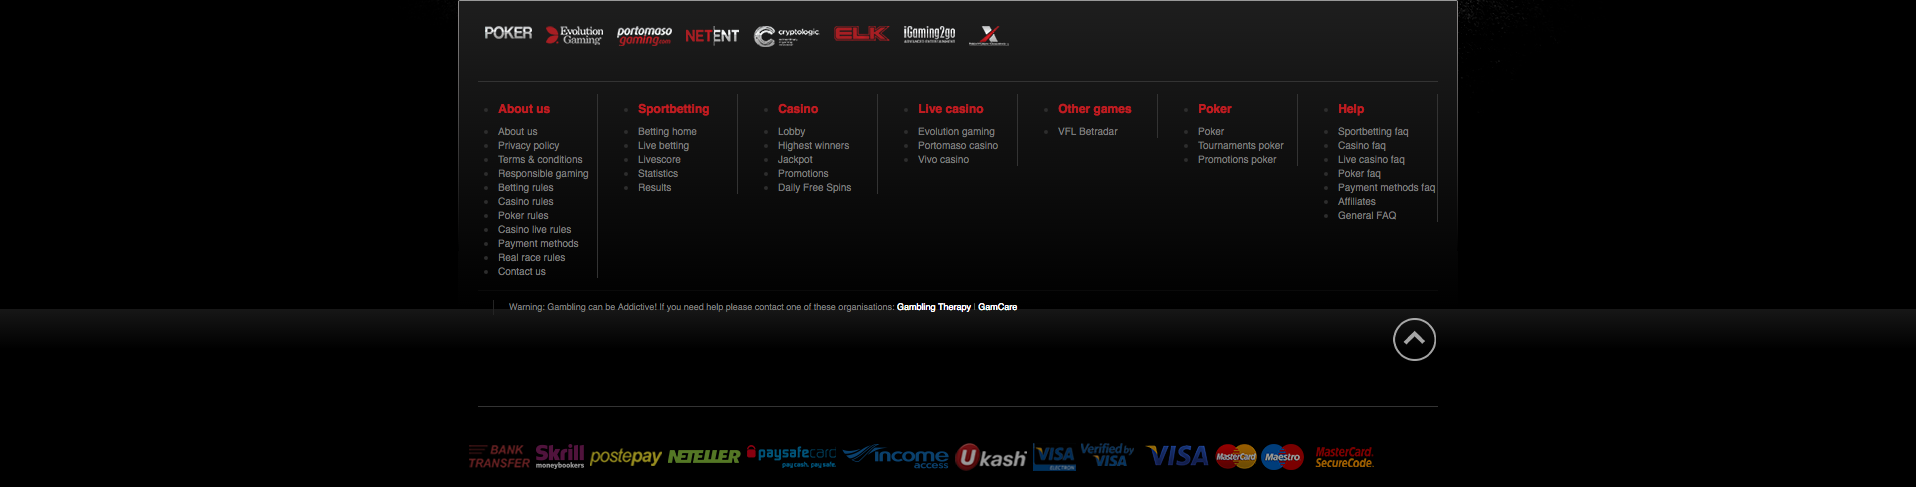 POKER
Evolution Gaming
portomaso gaming.com
NETENT
cryptologic
ELK
iGaming2go
About us
About us
Privacy policy
Terms & conditions
Responsible gaming
Betting rules
Casino rules
Poker rules
Casino live rules
Payment methods
Real race rules
Contact us
Sportbetting
Betting home
Live betting
Livescore
Statistics
Results
Casino
Lobby
Highest winners
Jackpot
Promotions
Daily Free Spins
Live casino
Evolution gaming
Portomaso casino
Vivo casino
Other games
VFL Betradar
Poker
Poker
Tournaments poker
Promotions poker
Help
Sportbetting faq
Casino faq
Live casino faq
Poker faq
Payment methods faq
Affiliates
General FAQ
Warning: Gambling can be Addictive! If you need help please contact one of these organisations: Gambling Therapy | GamCare
BANK
TRANSFER
Skrill
moneybookers
postepay
NETELLER
paysafecard
pay cash. pay safe.
income
access
Ukash
VISA
ELECTRON
Verified by
VISA
VISA
MasterCard
Maestro
MasterCard.
SecureCode.